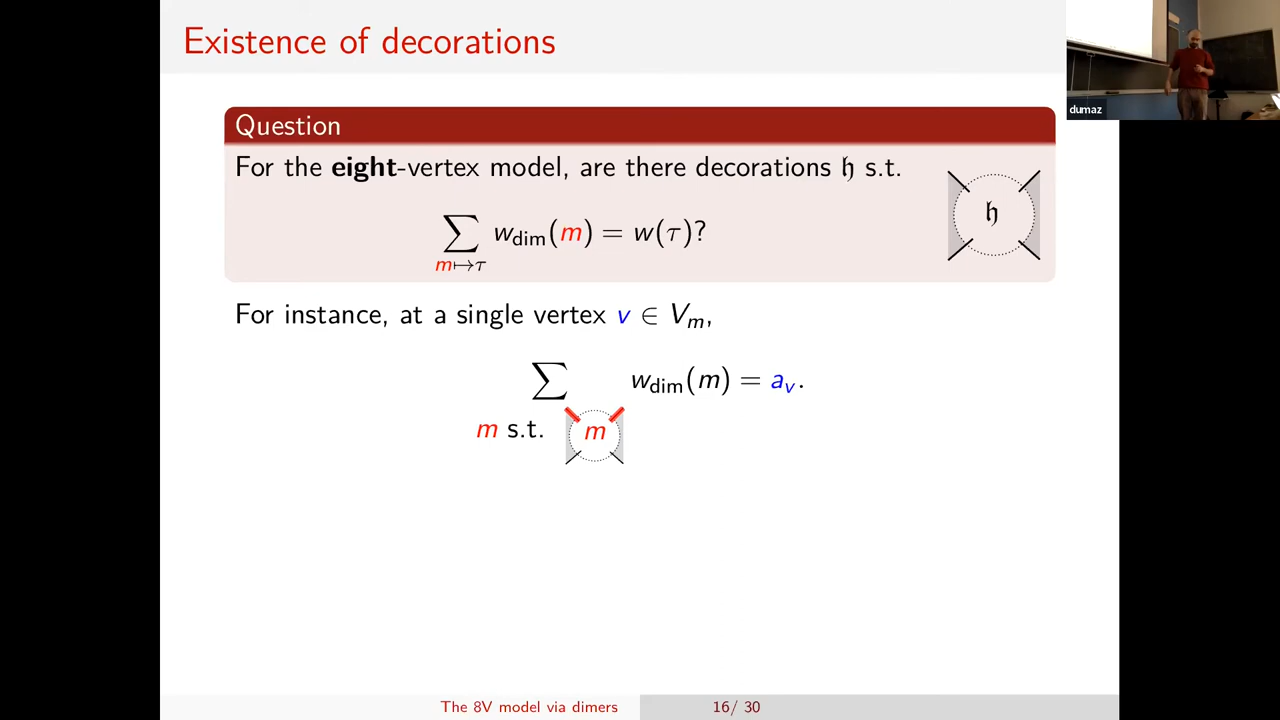 Existence of decorations
dumaz
Question
For the eight-vertex model, are there decorations 𝔥 s.t.
∑ w_dim(m) = w(τ)?
m↦τ
𝔥
For instance, at a single vertex v ∈ V_m,
∑ w_dim(m) = a_v.
m s.t. m
The 8V model via dimers 16/ 30